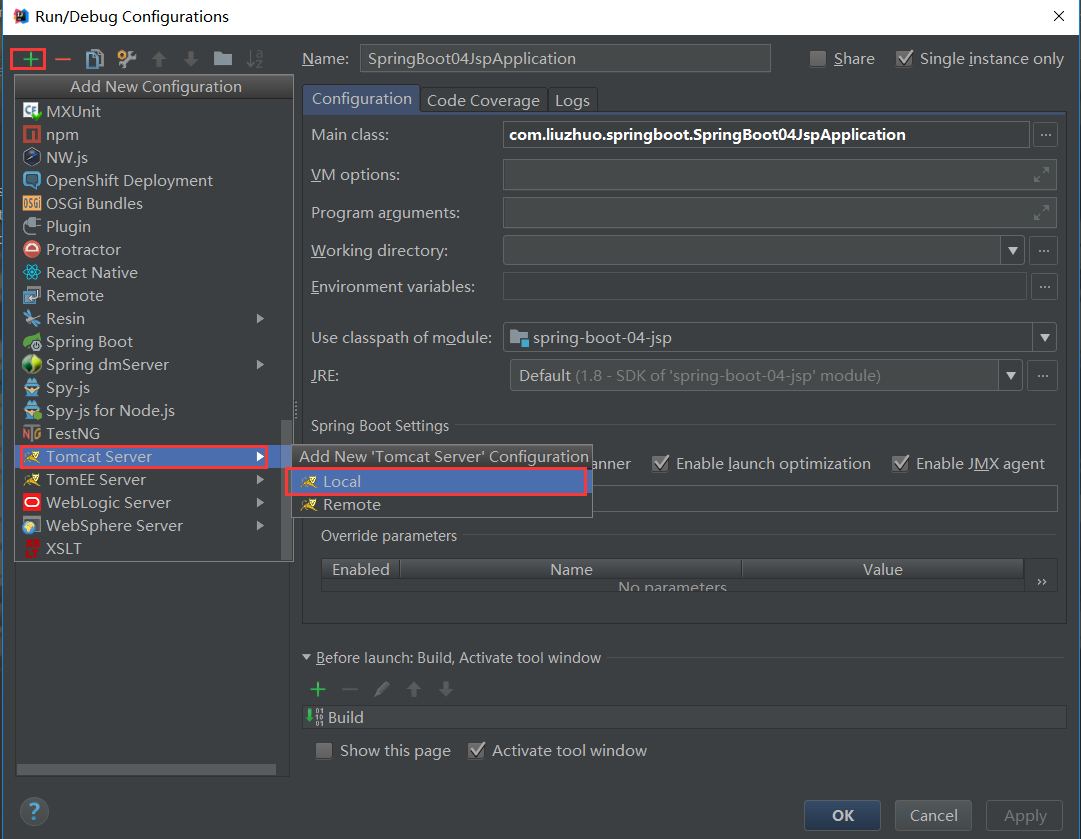 Run/Debug Configurations
Name: SpringBoot04JspApplication Share Single instance only
Add New Configuration
MXUnit
npm
NW.js
OpenShift Deployment
OSGi Bundles
Plugin
Protractor
React Native
Remote
Resin
Spring Boot
Spring dmServer
Spy-js
Spy-js for Node.js
TestNG
Tomcat Server
TomEE Server
WebLogic Server
WebSphere Server
XSLT
Add New 'Tomcat Server' Configuration
Local
Remote
Configuration Code Coverage Logs
Main class: com.liuzhuo.springboot.SpringBoot04JspApplication
VM options:
Program arguments:
Working directory:
Environment variables:
Use classpath of module: spring-boot-04-jsp
JRE: Default (1.8 - SDK of 'spring-boot-04-jsp' module)
Spring Boot Settings
anner Enable launch optimization Enable JMX agent
Override parameters
Enabled Name Value
No parameters
Before launch: Build, Activate tool window
Build
Show this page Activate tool window
? OK Cancel Apply